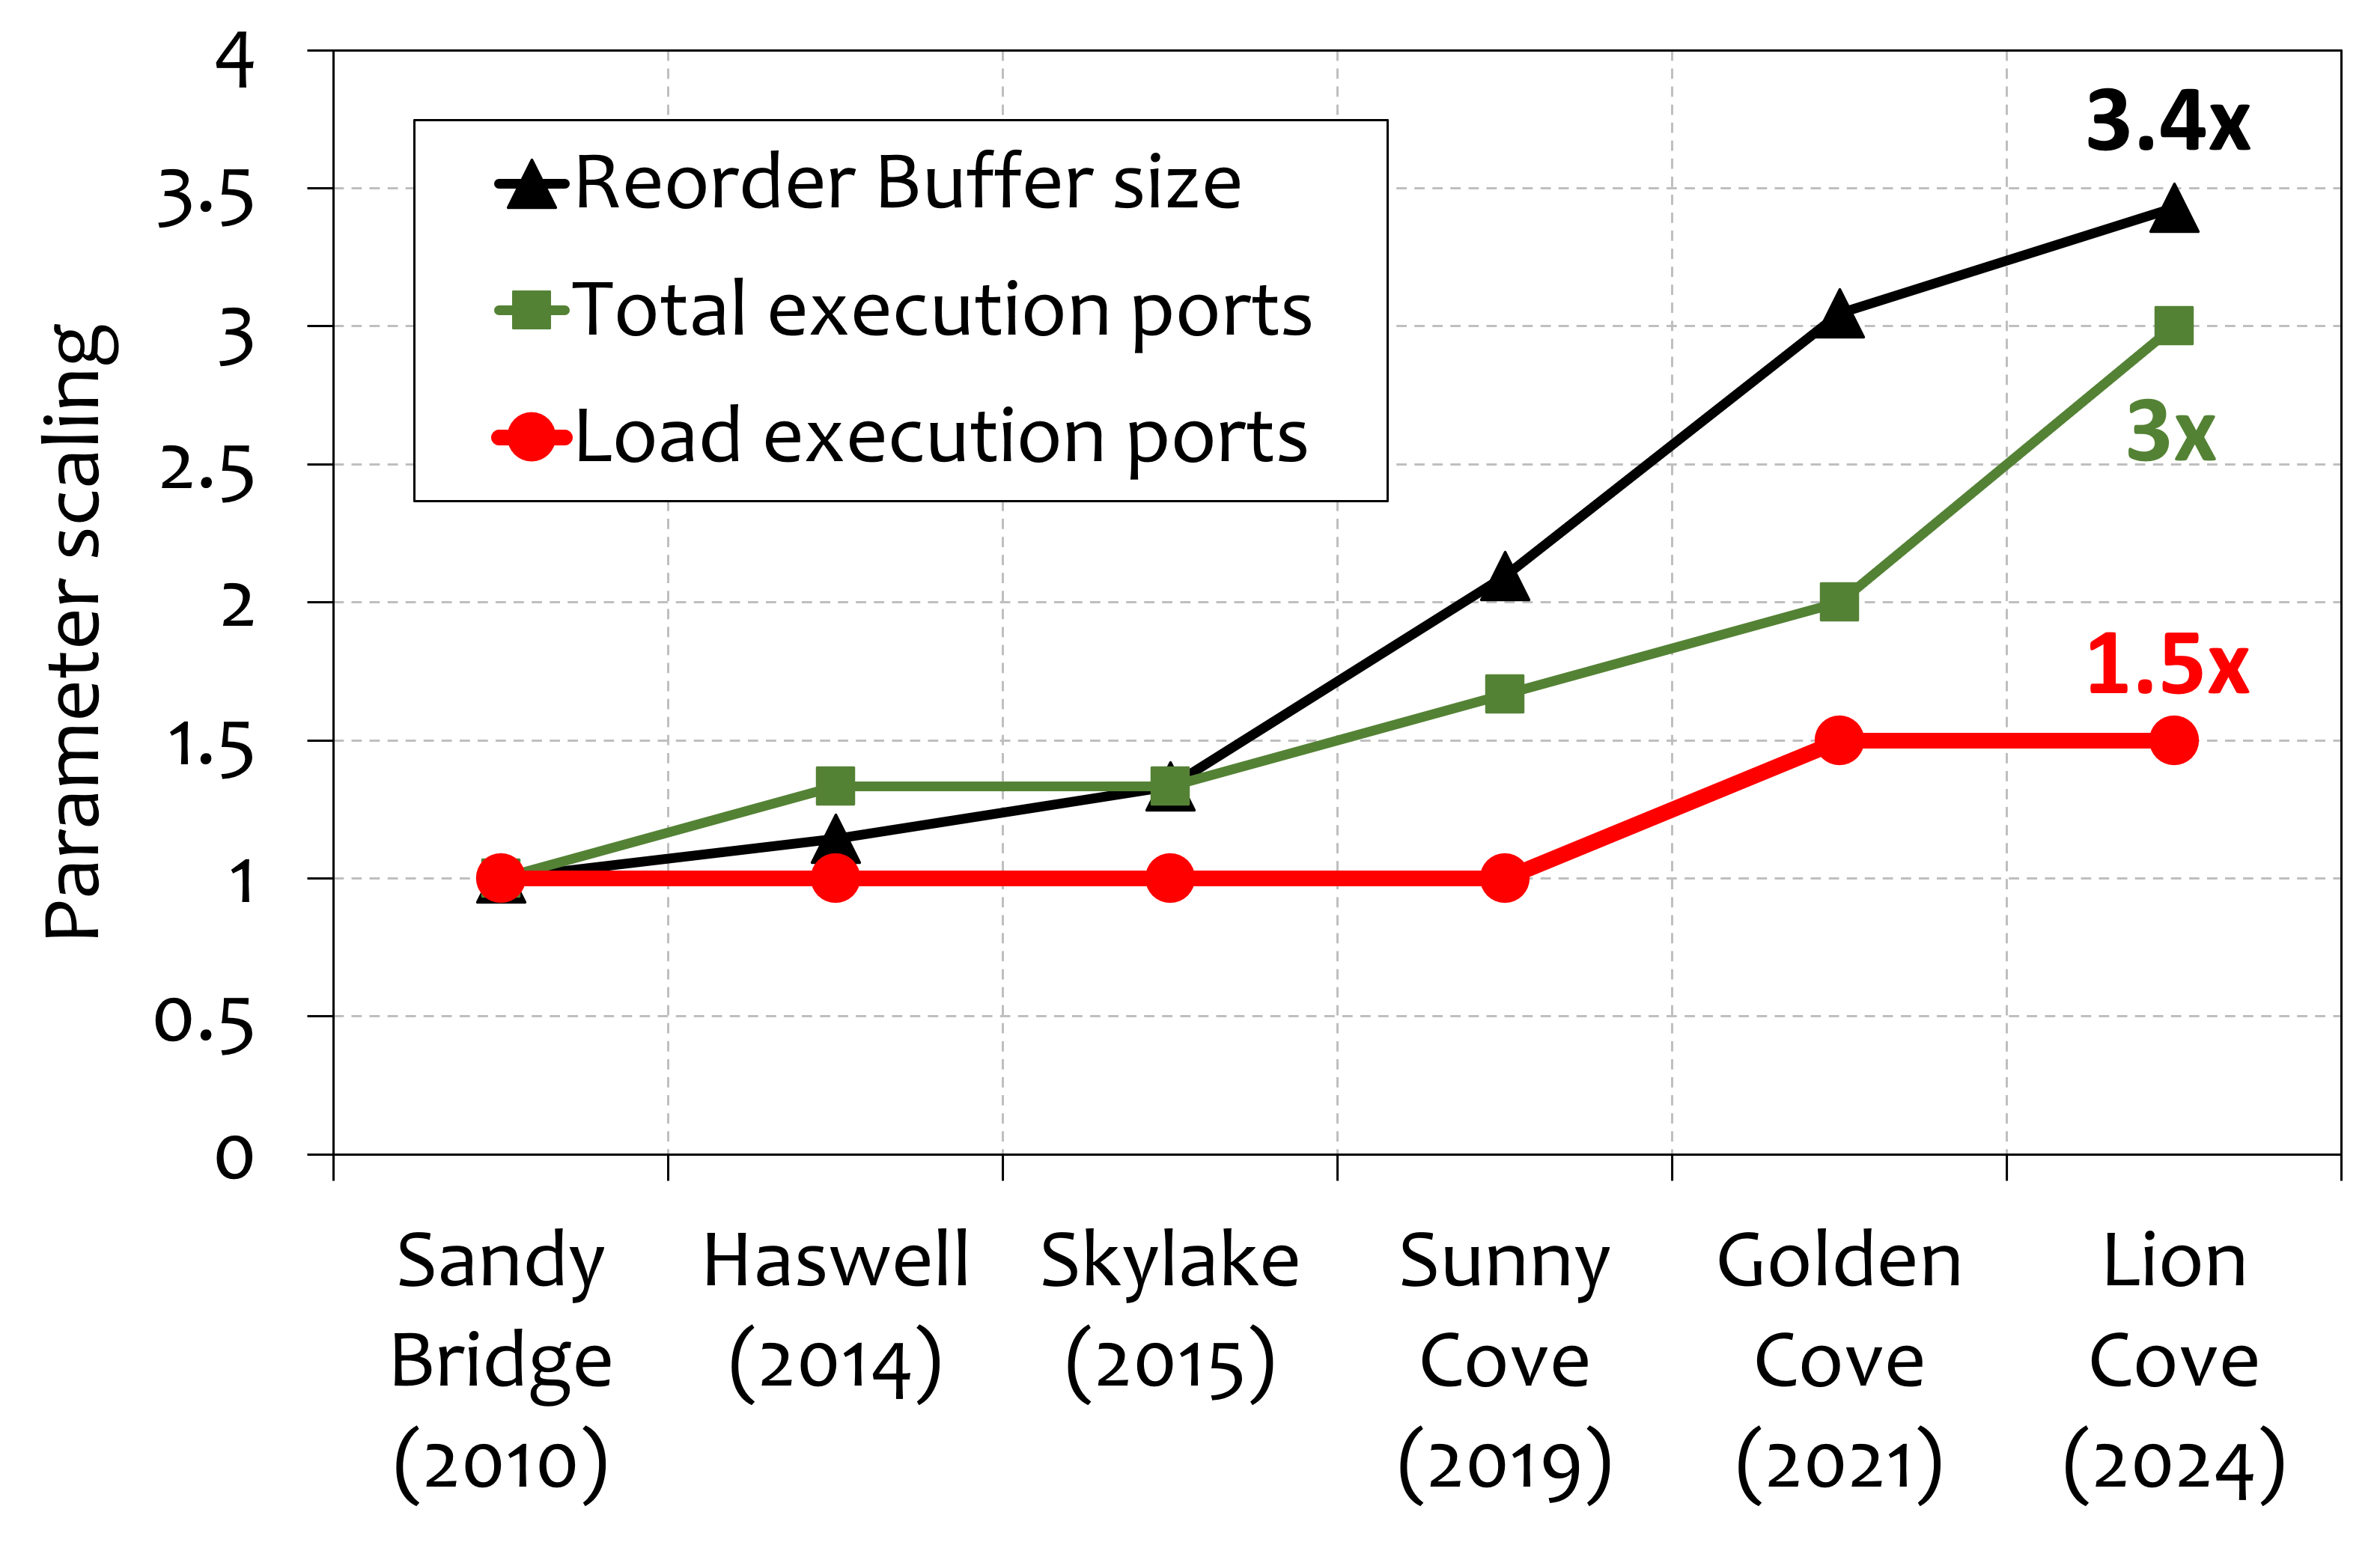 Parameter scaling
4
3.5
3
2.5
2
1.5
1
0.5
0
Reorder Buffer size
Total execution ports
Load execution ports
3.4x
3x
1.5x
Sandy
Bridge
(2010)
Haswell
(2014)
Skylake
(2015)
Sunny
Cove
(2019)
Golden
Cove
(2021)
Lion
Cove
(2024)